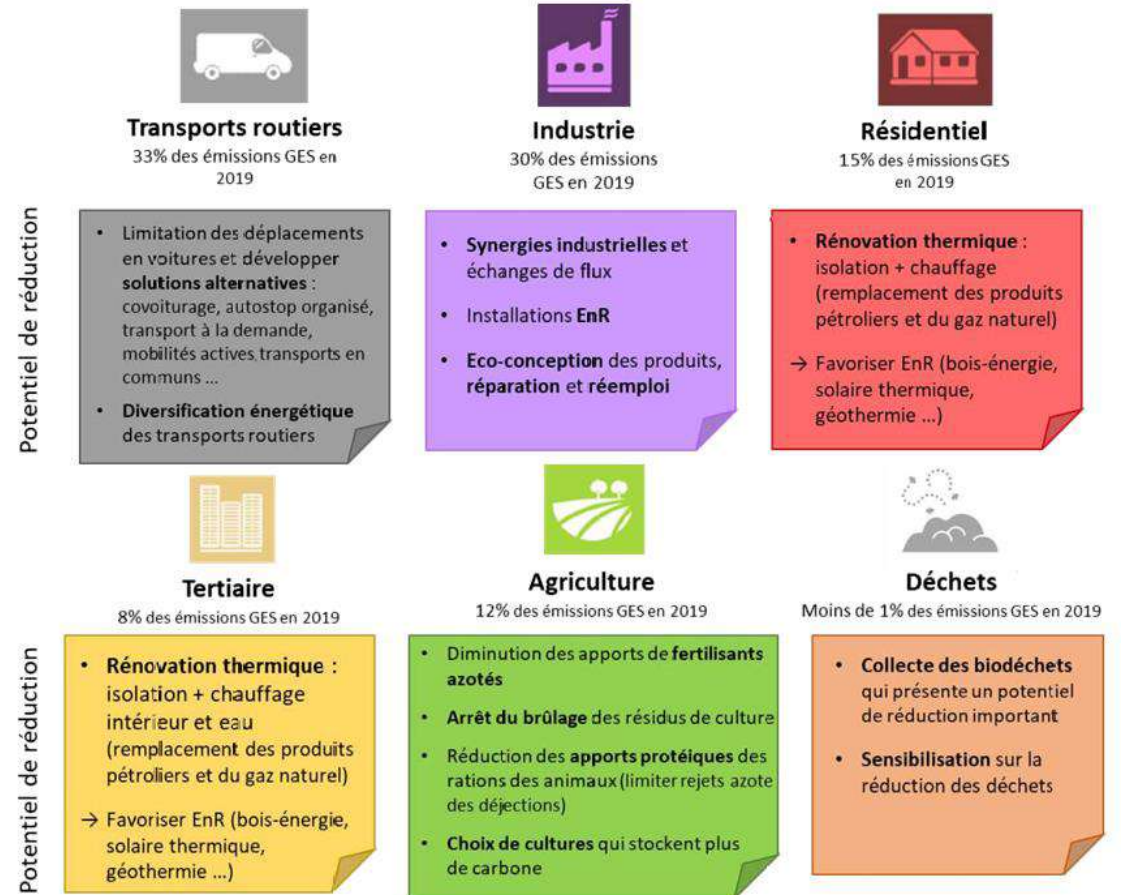 Transports routiers
33% des émissions GES en
2019
Industrie
30% des émissions
GES en 2019
Résidentiel
15% des émissions GES
en 2019
Potentiel de réduction
• Limitation des déplacements
en voitures et développer
solutions alternatives :
covoiturage, autostop organisé,
transport à la demande,
mobilités actives, transports en
communs ...
• Diversification énergétique
des transports routiers
• Synergies industrielles et
échanges de flux
• Installations EnR
• Eco-conception des produits,
réparation et réemploi
• Rénovation thermique :
isolation + chauffage
(remplacement des produits
pétroliers et du gaz naturel)
→ Favoriser EnR (bois-énergie,
solaire thermique,
géothermie ...)
Tertiaire
8% des émissions GES en 2019
Agriculture
12% des émissions GES en 2019
Déchets
Moins de 1% des émissions GES en 2019
Potentiel de réduction
• Rénovation thermique :
isolation + chauffage
intérieur et eau
(remplacement des produits
pétroliers et du gaz naturel)
→ Favoriser EnR (bois-énergie,
solaire thermique,
géothermie ...)
• Diminution des apports de fertilisants
azotés
• Arrêt du brûlage des résidus de culture
• Réduction des apports protéiques des
rations des animaux (limiter rejets azote
des déjections)
• Choix de cultures qui stockent plus
de carbone
• Collecte des biodéchets
qui présente un potentiel
de réduction important
• Sensibilisation sur la
réduction des déchets